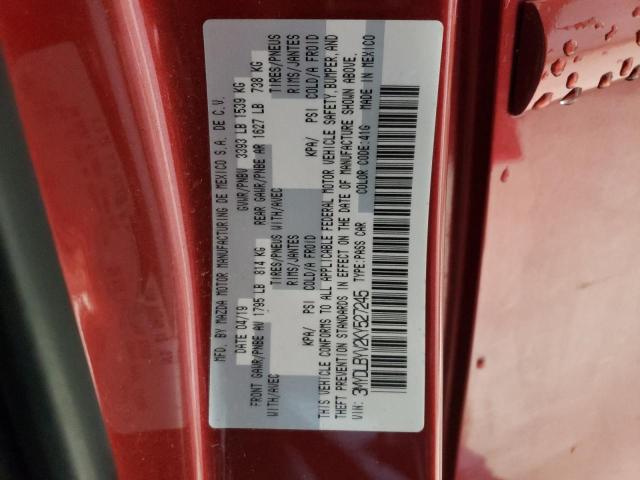 MFD. BY MAZDA MOTOR MANUFACTURING DE MEXICO S.A. DE C.V.
DATE 04/19 GVWR/PNBV 3393 LB 1539 KG
FRONT GAWR/PNBE AV 1795 LB 814 KG REAR GAWR/PNBE AR 1627 LB 738 KG
WITH/AVEC TIRES/PNEUS WITH/AVEC TIRES/PNEUS
RIMS/JANTES RIMS/JANTES
KPA/ PSI COLD/A FROID KPA/ PSI COLD/A FROID
THIS VEHICLE CONFORMS TO ALL APPLICABLE FEDERAL MOTOR VEHICLE SAFETY, BUMPER, AND
THEFT PREVENTION STANDARDS IN EFFECT ON THE DATE OF MANUFACTURE SHOWN ABOVE.
VIN: 3MYDLBYV2KY527245 TYPE:PASS CAR COLOR CODE:41G MADE IN MEXICO